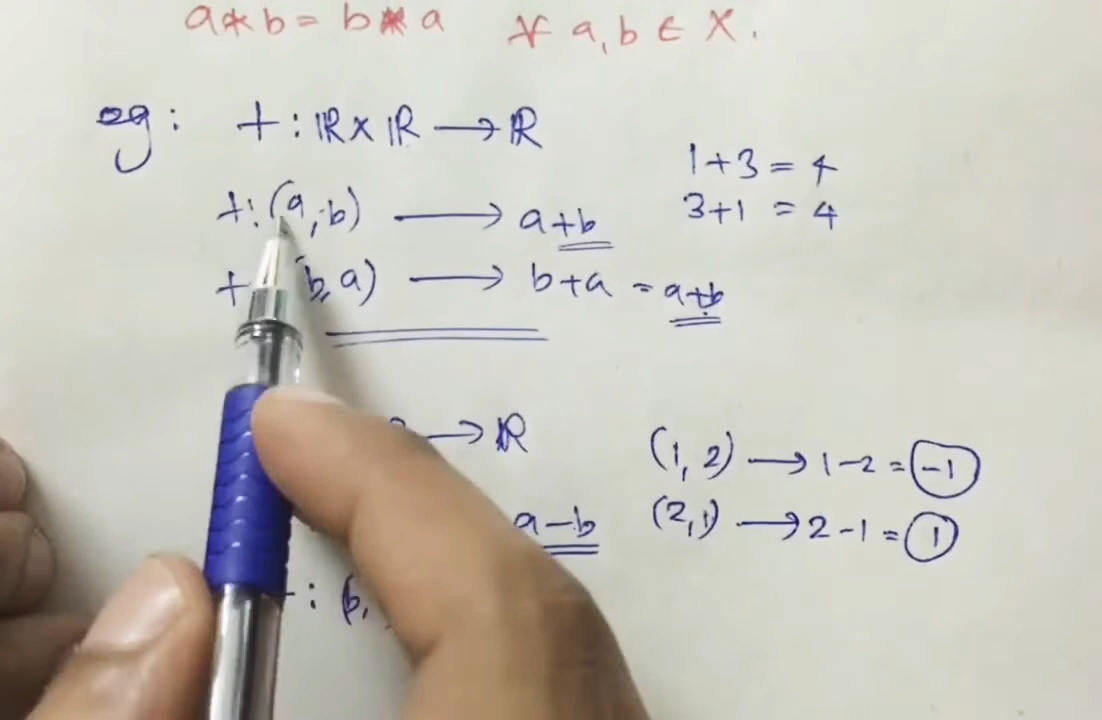 a * b = b * a ∀ a, b ∈ X.
eg: + : ℝ × ℝ → ℝ
+ : (a, b) → a + b
+ b, a) → b + a = a + b
1 + 3 = 4
3 + 1 = 4
→ ℝ
a - b
: (b,
(1, 2) → 1 - 2 = -1
(2, 1) → 2 - 1 = 1